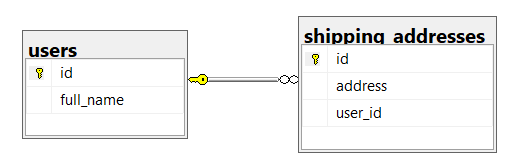 users
id
full_name
shipping_addresses
id
address
user_id